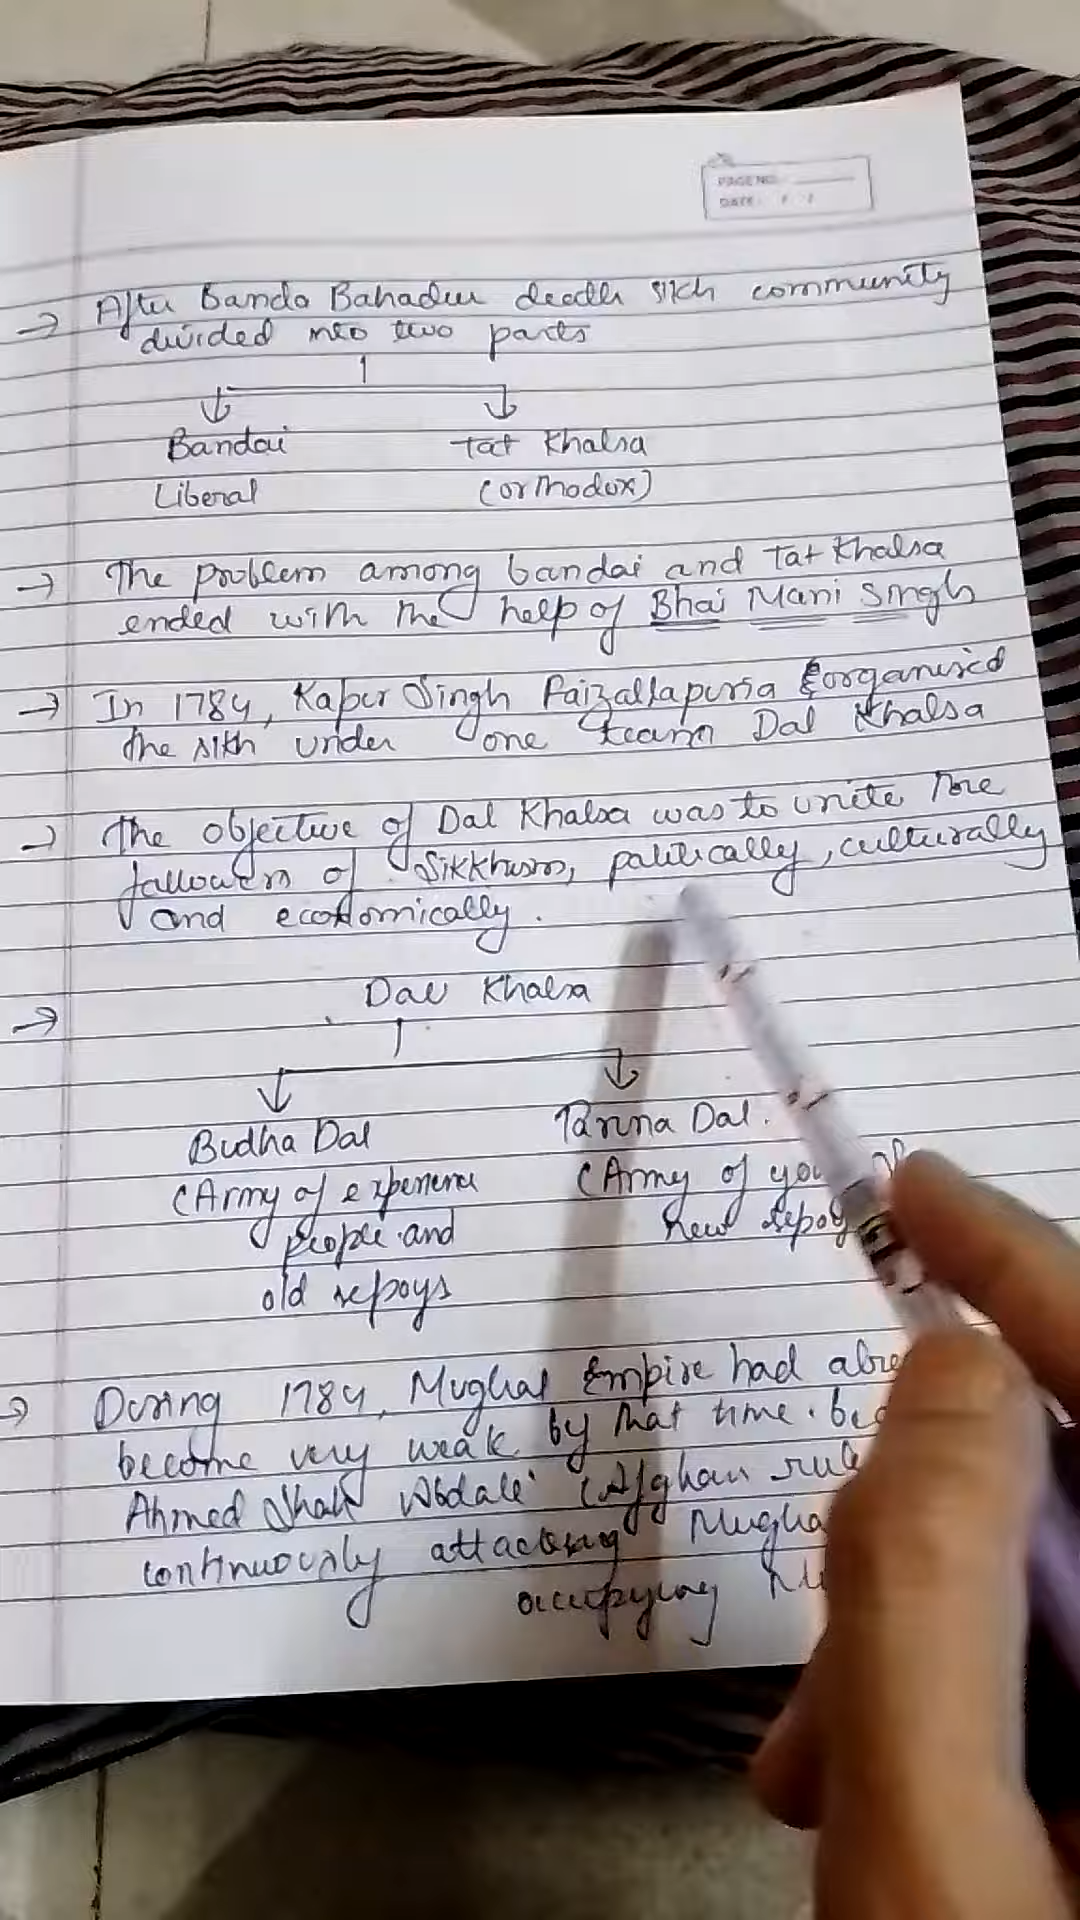 PAGE NO.
DATE: / /
After Banda Bahadur death sikh community
divided into two parts
Bandai Tat Khalsa
Liberal (orthodox)
The problem among bandai and Tat Khalsa
ended with the help of Bhai Mani Singh
In 1784, Kapur Singh Faizallapuria organised
the sikh under one team Dal Khalsa
The objective of Dal Khalsa was to unite the
followers of Sikkhism, politically, culturally
and economically.
Dal Khalsa
Budha Dal Taruna Dal.
(Army of experience (Army of
people and new
old sepoys
During 1784, Mughal Empire had
become very weak by that time.
Ahmed Shah Abdali (Afghan
continuously attacking
occupying